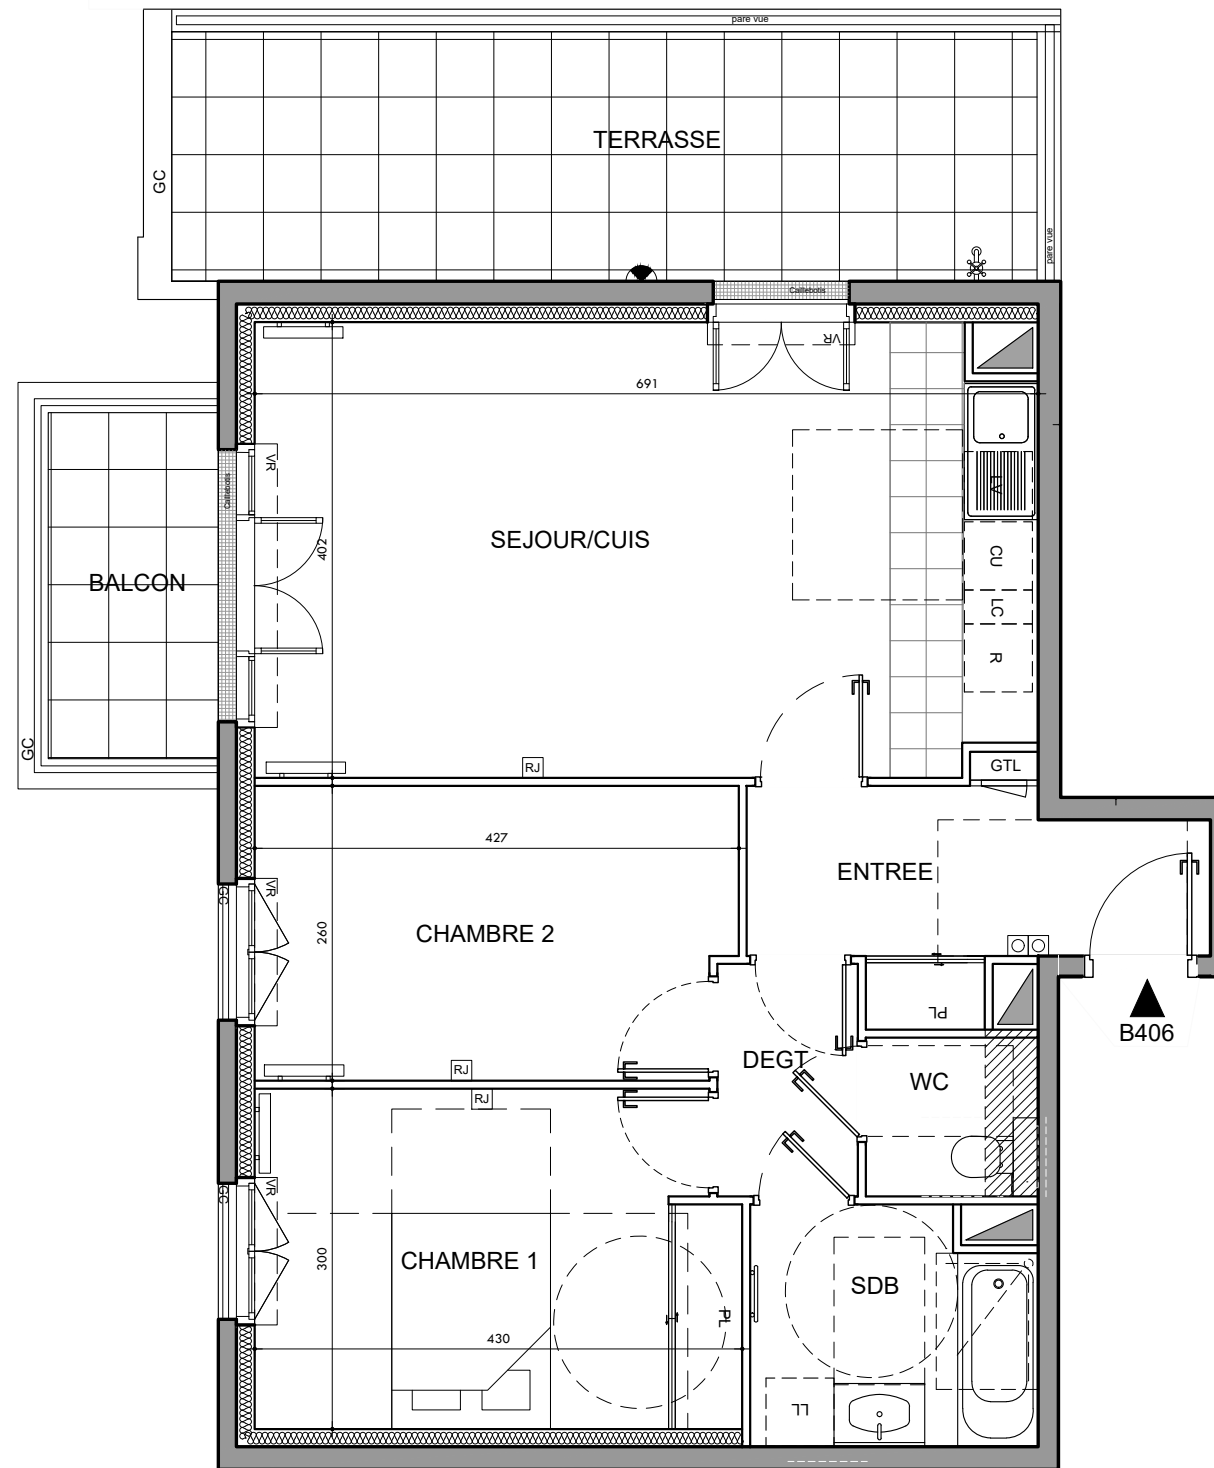 pare vue
TERRASSE
GC
pare vue
Caillebotis
VR
691
VR
Caillebotis
LV
SEJOUR/CUIS
402
CU
BALCON
LC
R
GC
RJ
GTL
427
ENTREE
VR
GC
260
CHAMBRE 2
PL
B406
DEGT
RJ
WC
RJ
VR
GC
300
CHAMBRE 1
SDB
PL
430
LL